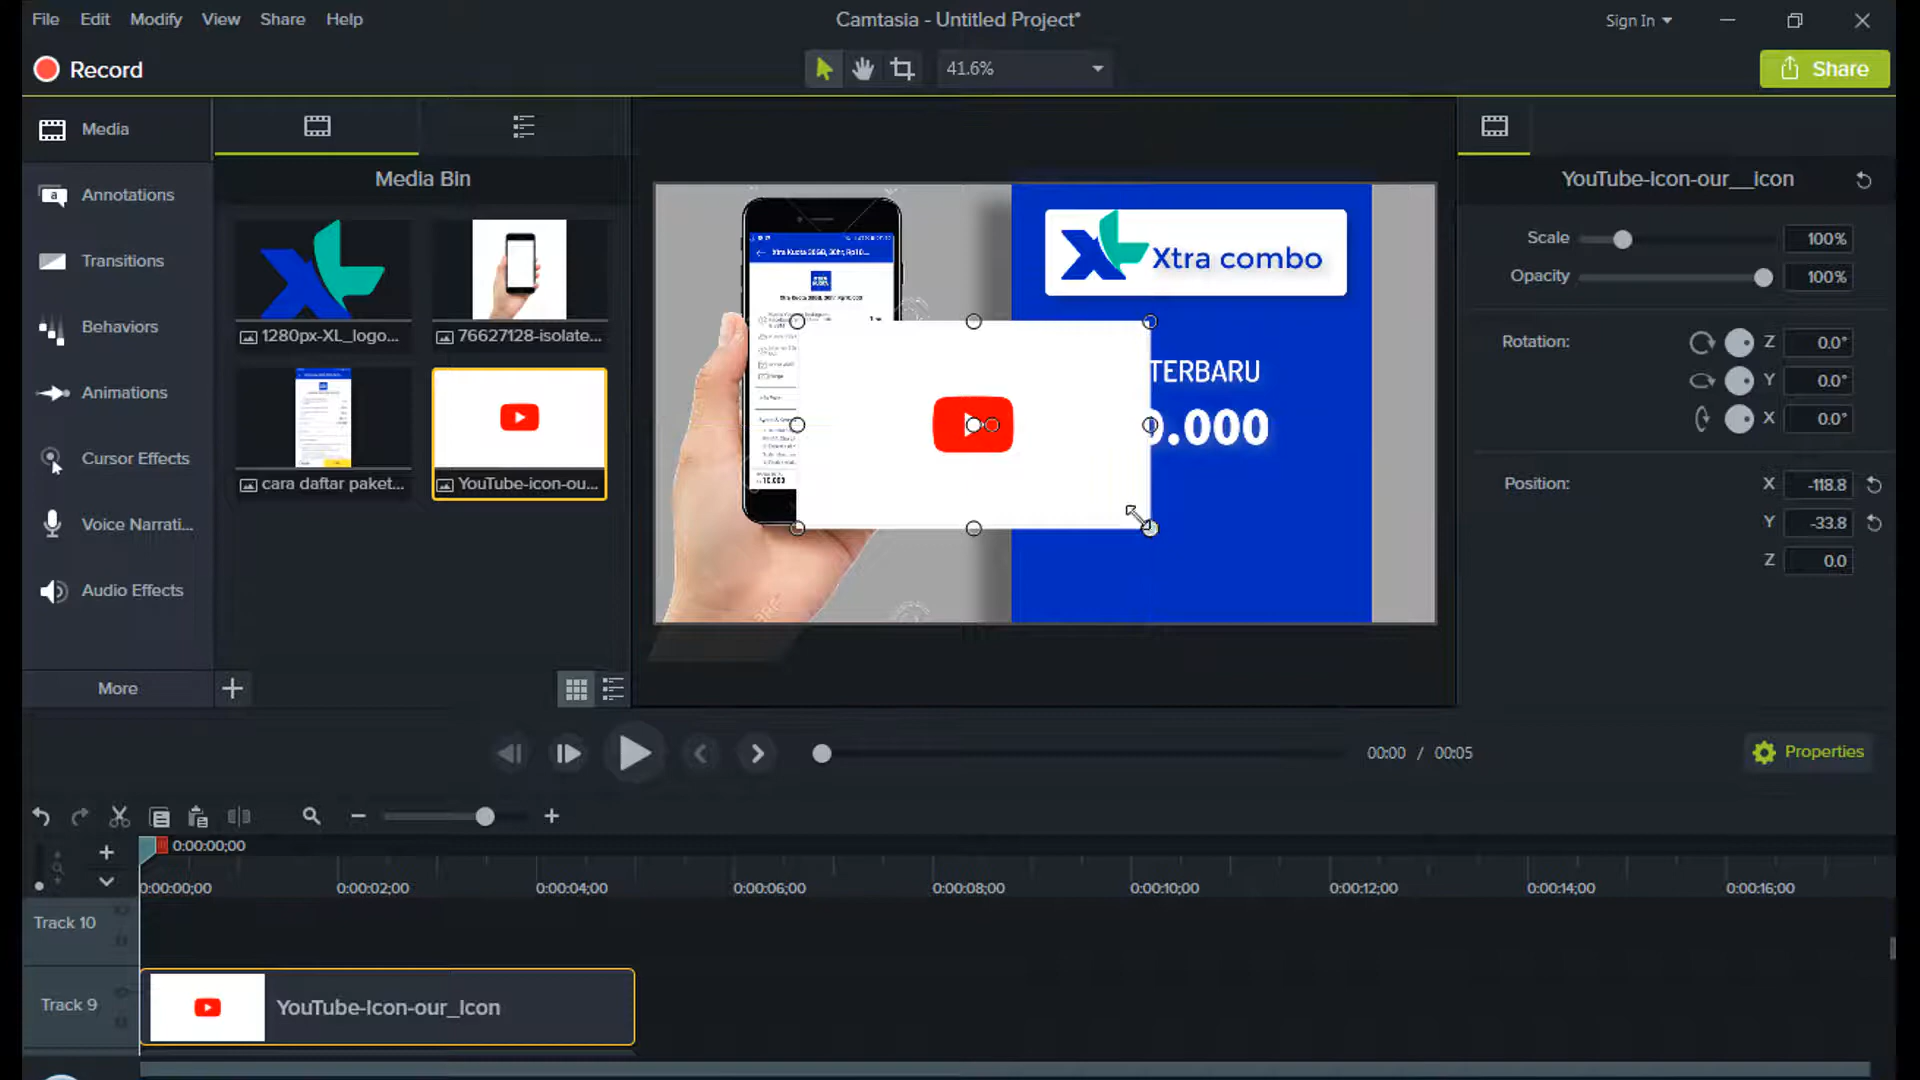 File Edit Modify View Share Help
Camtasia - Untitled Project*
Sign In
Record
41.6%
Share
Media
Annotations
Transitions
Behaviors
Animations
Cursor Effects
Voice Narrati...
Audio Effects
More
Media Bin
1280px-XL_logo...
76627128-isolate...
cara daftar paket...
YouTube-icon-ou...
Xtra combo
TERBARU
0.000
10.000
YouTube-Icon-our__Icon
Scale 100%
Opacity 100%
Rotation: Z 0.0°
Y 0.0°
X 0.0°
Position: X -118.8
Y -33.8
Z 0.0
00:00 / 00:05
Properties
0:00:00;00
0:00:00;00 0:00:02;00 0:00:04;00 0:00:06;00 0:00:08;00 0:00:10;00 0:00:12;00 0:00:14;00 0:00:16;00
Track 10
Track 9
YouTube-Icon-our_Icon